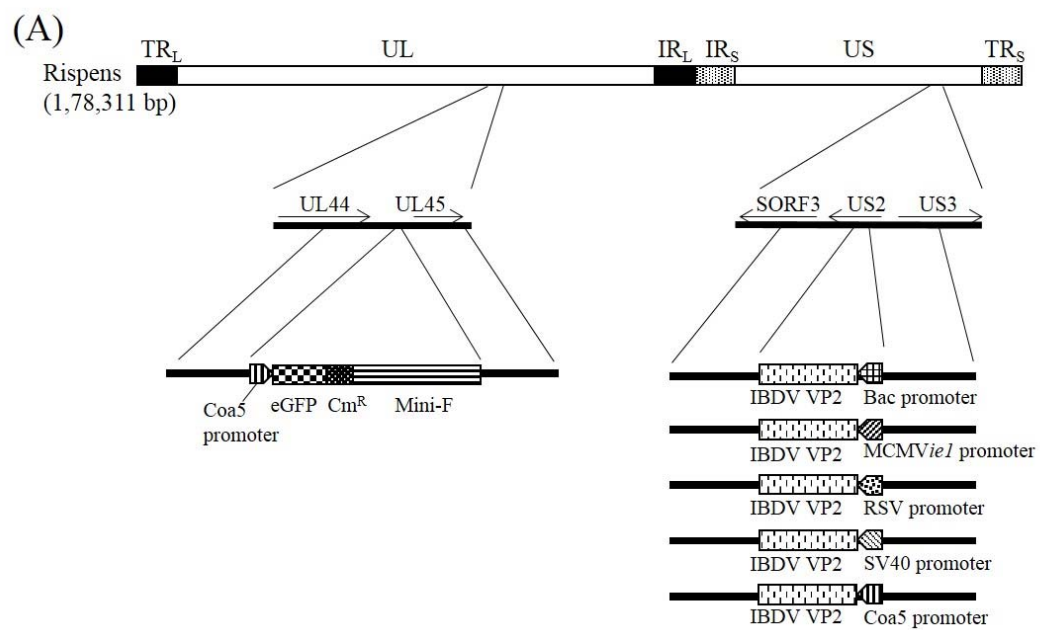 (A)
TRL UL IRL IRS US TRS
Rispens
(1,78,311 bp)
UL44 UL45
SORF3 US2 US3
Coa5
promoter
eGFP CmR Mini-F
IBDV VP2 Bac promoter
IBDV VP2 MCMVie1 promoter
IBDV VP2 RSV promoter
IBDV VP2 SV40 promoter
IBDV VP2 Coa5 promoter